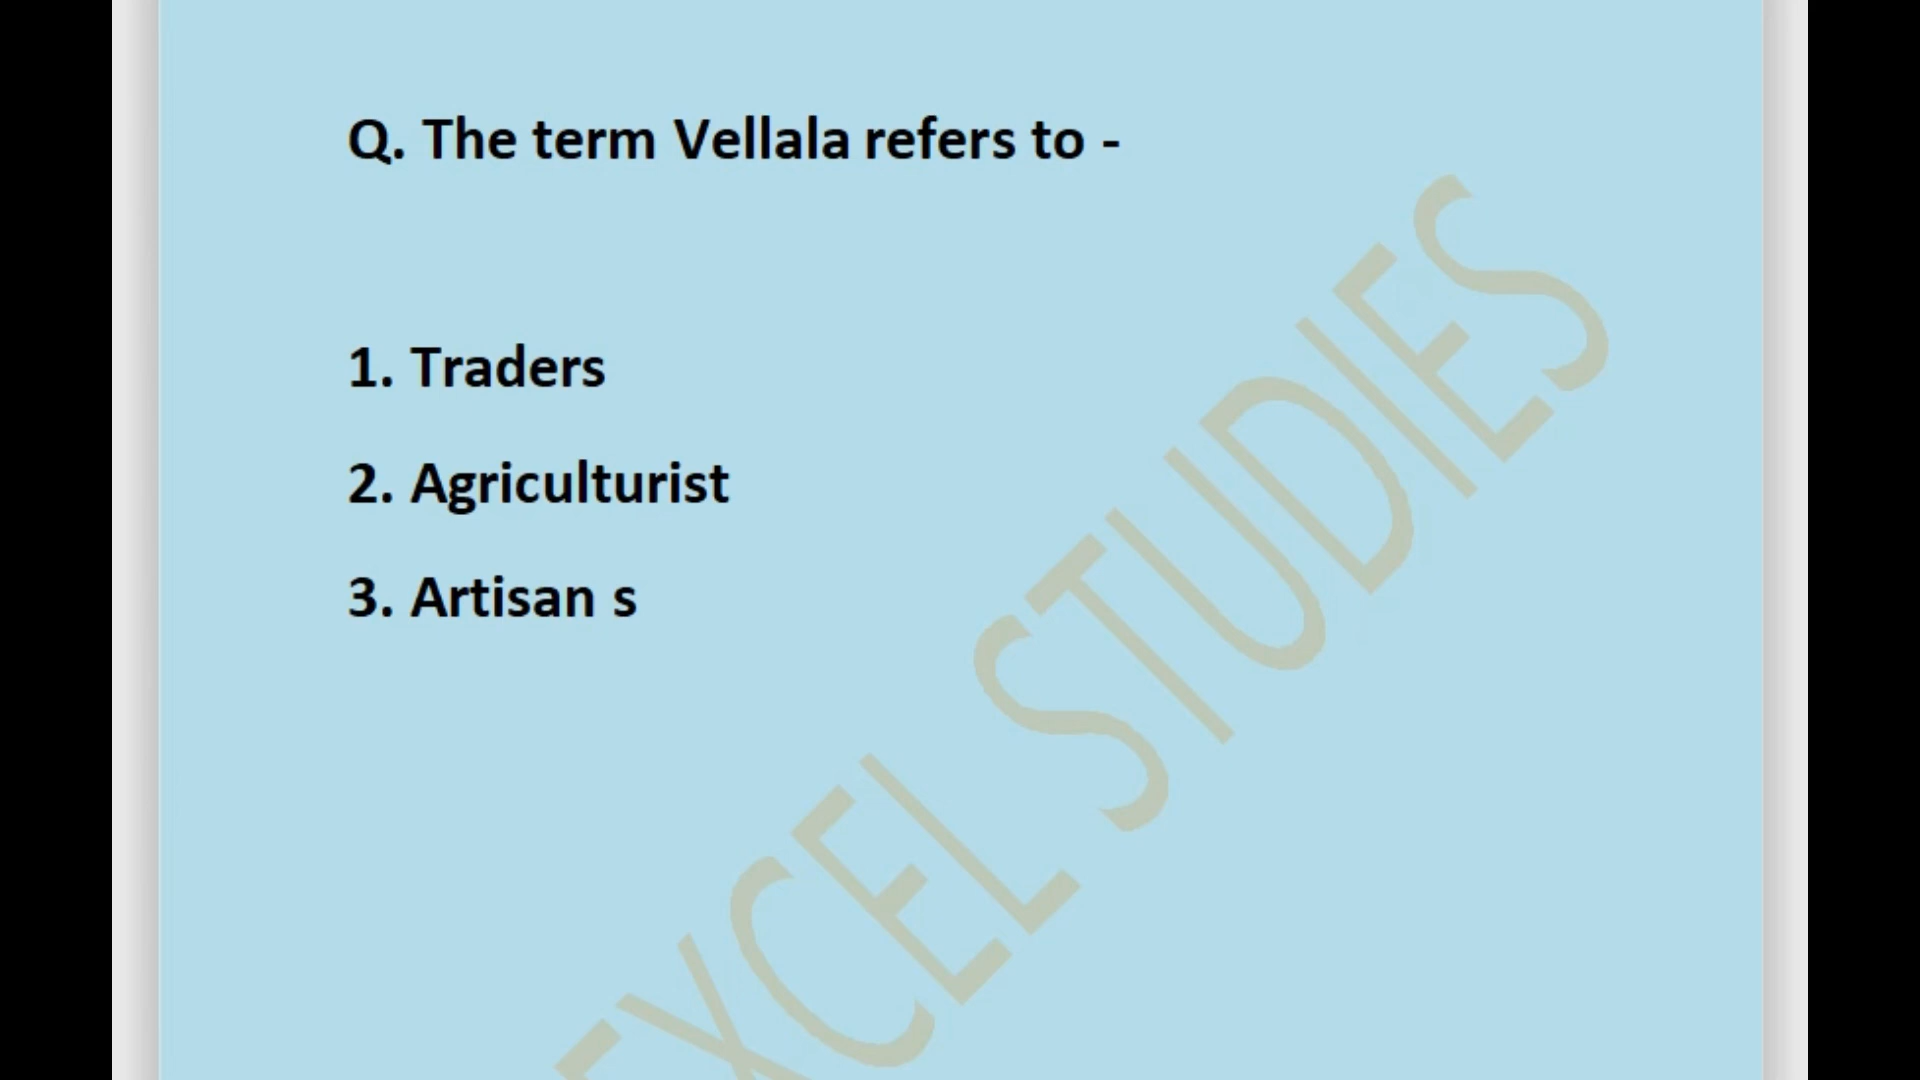 Q. The term Vellala refers to -
1. Traders
2. Agriculturist
3. Artisan s
EXCEL STUDIES